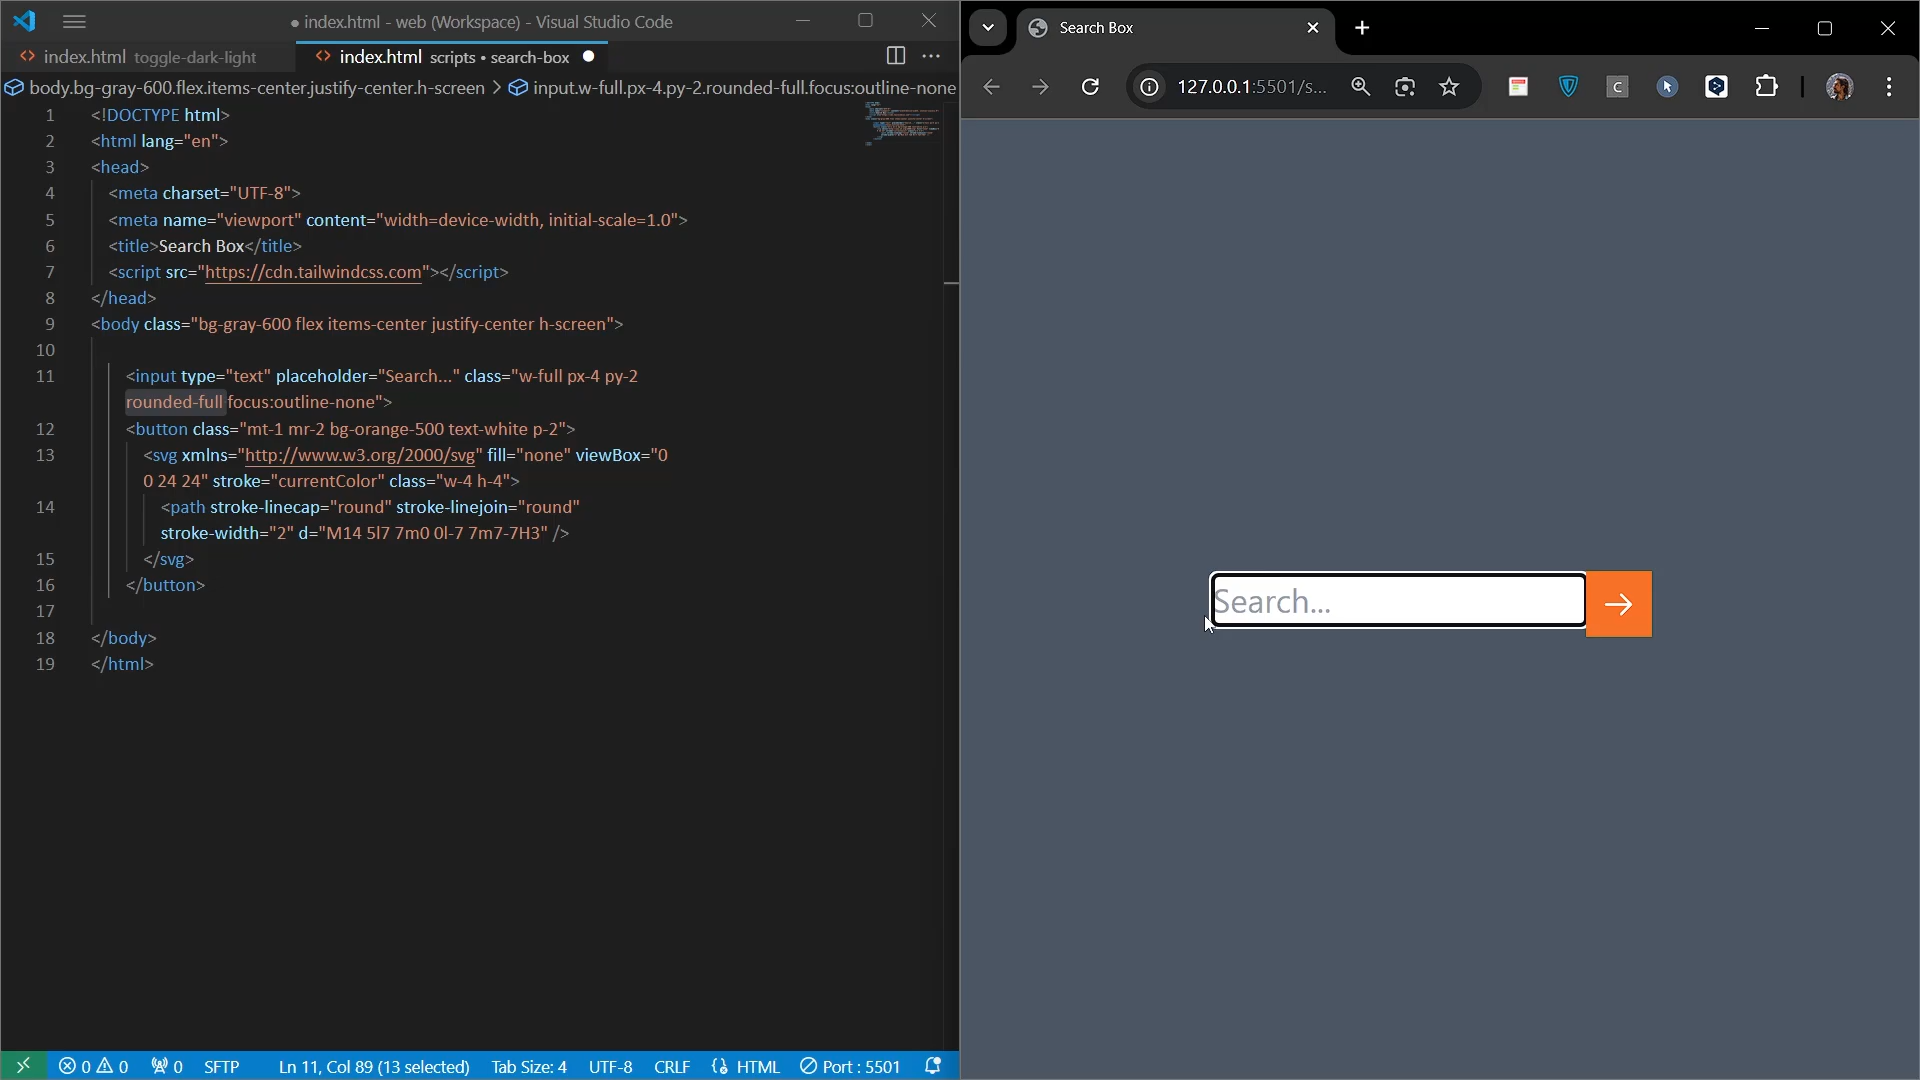 ● index.html - web (Workspace) - Visual Studio Code
index.html toggle-dark-light
index.html scripts • search-box ●
body.bg-gray-600.flex.items-center.justify-center.h-screen > input.w-full.px-4.py-2.rounded-full.focus:outline-none
1 <!DOCTYPE html>
2 <html lang="en">
3 <head>
4 <meta charset="UTF-8">
5 <meta name="viewport" content="width=device-width, initial-scale=1.0">
6 <title>Search Box</title>
7 <script src="https://cdn.tailwindcss.com"></script>
8 </head>
9 <body class="bg-gray-600 flex items-center justify-center h-screen">
10
11 <input type="text" placeholder="Search..." class="w-full px-4 py-2
rounded-full focus:outline-none">
12 <button class="mt-1 mr-2 bg-orange-500 text-white p-2">
13 <svg xmlns="http://www.w3.org/2000/svg" fill="none" viewBox="0
0 24 24" stroke="currentColor" class="w-4 h-4">
14 <path stroke-linecap="round" stroke-linejoin="round"
stroke-width="2" d="M14 5l7 7m0 0l-7 7m7-7H3" />
15 </svg>
16 </button>
17
18 </body>
19 </html>
0 0 0 SFTP Ln 11, Col 89 (13 selected) Tab Size: 4 UTF-8 CRLF HTML Port : 5501
Search Box
127.0.0.1:5501/s...
C
Search...